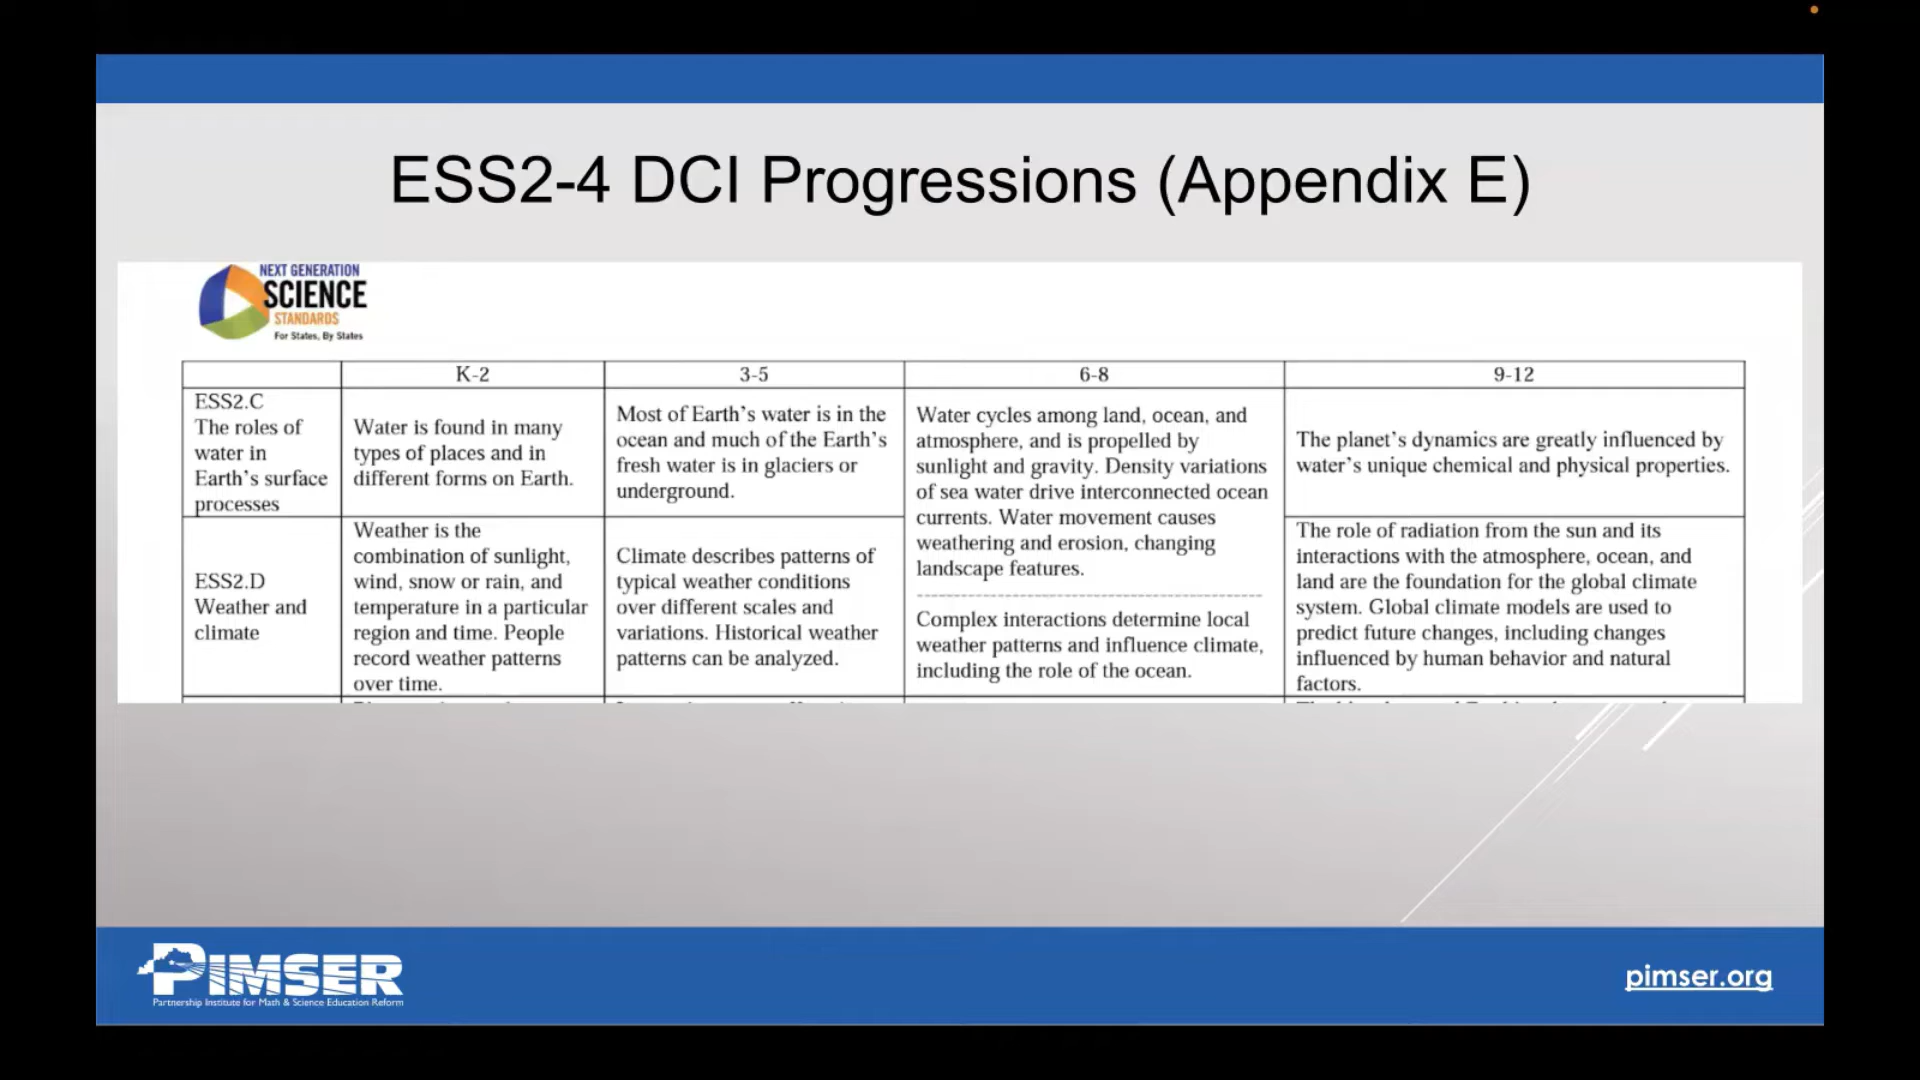 ESS2-4 DCI Progressions (Appendix E)
NEXT GENERATION
SCIENCE
STANDARDS
For States, By States
K-2
3-5
6-8
9-12
ESS2.C
The roles of
water in
Earth's surface
processes
Water is found in many
types of places and in
different forms on Earth.
Most of Earth's water is in the
ocean and much of the Earth's
fresh water is in glaciers or
underground.
Water cycles among land, ocean, and
atmosphere, and is propelled by
sunlight and gravity. Density variations
of sea water drive interconnected ocean
currents. Water movement causes
weathering and erosion, changing
landscape features.
The planet's dynamics are greatly influenced by
water's unique chemical and physical properties.
ESS2.D
Weather and
climate
Weather is the
combination of sunlight,
wind, snow or rain, and
temperature in a particular
region and time. People
record weather patterns
over time.
Climate describes patterns of
typical weather conditions
over different scales and
variations. Historical weather
patterns can be analyzed.
Complex interactions determine local
weather patterns and influence climate,
including the role of the ocean.
The role of radiation from the sun and its
interactions with the atmosphere, ocean, and
land are the foundation for the global climate
system. Global climate models are used to
predict future changes, including changes
influenced by human behavior and natural
factors.
PIMSER
Partnership Institute for Math & Science Education Reform
pimser.org